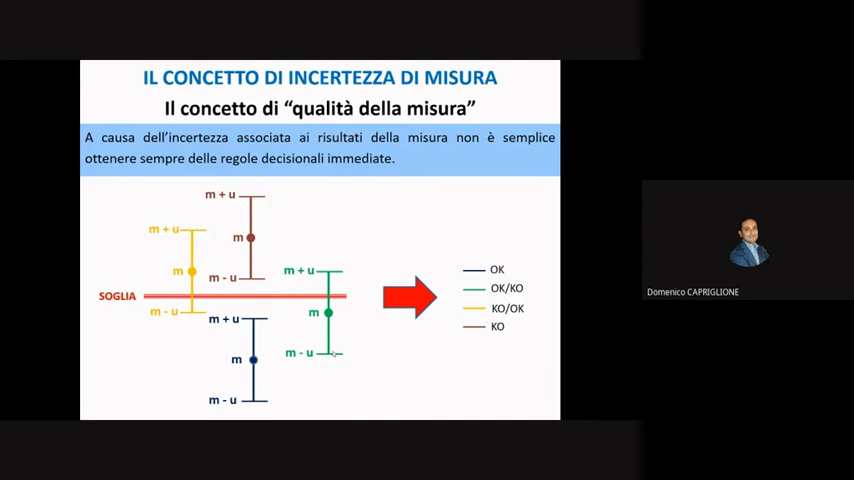 IL CONCETTO DI INCERTEZZA DI MISURA
Il concetto di “qualità della misura”
A causa dell’incertezza associata ai risultati della misura non è semplice
ottenere sempre delle regole decisionali immediate.
m + u
m
m - u
m + u
m
m - u
m + u
m
m - u
SOGLIA
m + u
m
m - u
OK
OK/KO
KO/OK
KO
Domenico CAPRIGLIONE